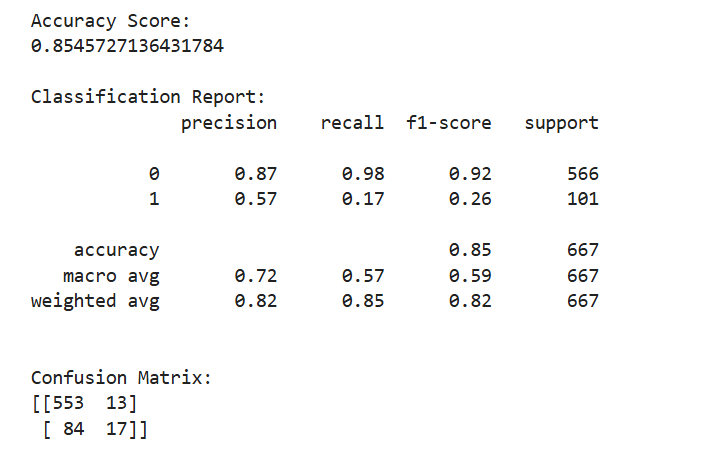 Accuracy Score:
0.8545727136431784
Classification Report:
precision recall f1-score support
0 0.87 0.98 0.92 566
1 0.57 0.17 0.26 101
accuracy 0.85 667
macro avg 0.72 0.57 0.59 667
weighted avg 0.82 0.85 0.82 667
Confusion Matrix:
[[553 13]
[ 84 17]]